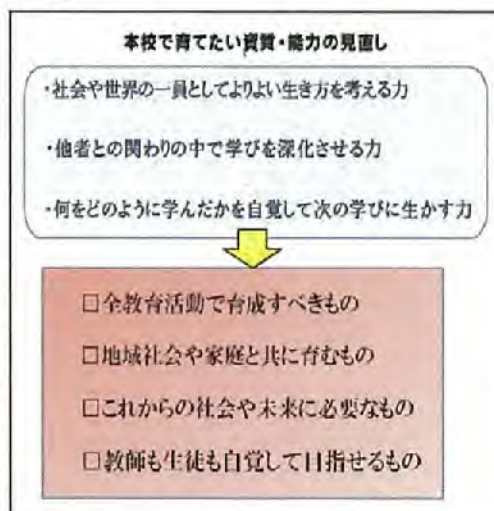 本校で育てたい資質・能力の見直し
・社会や世界の一員としてよりよい生き方を考える力
・他者との関わりの中で学びを深化させる力
・何をどのように学んだかを自覚して次の学びに生かす力
□全教育活動で育成すべきもの
□地域社会や家庭と共に育むもの
□これからの社会や未来に必要なもの
□教師も生徒も自覚して目指せるもの